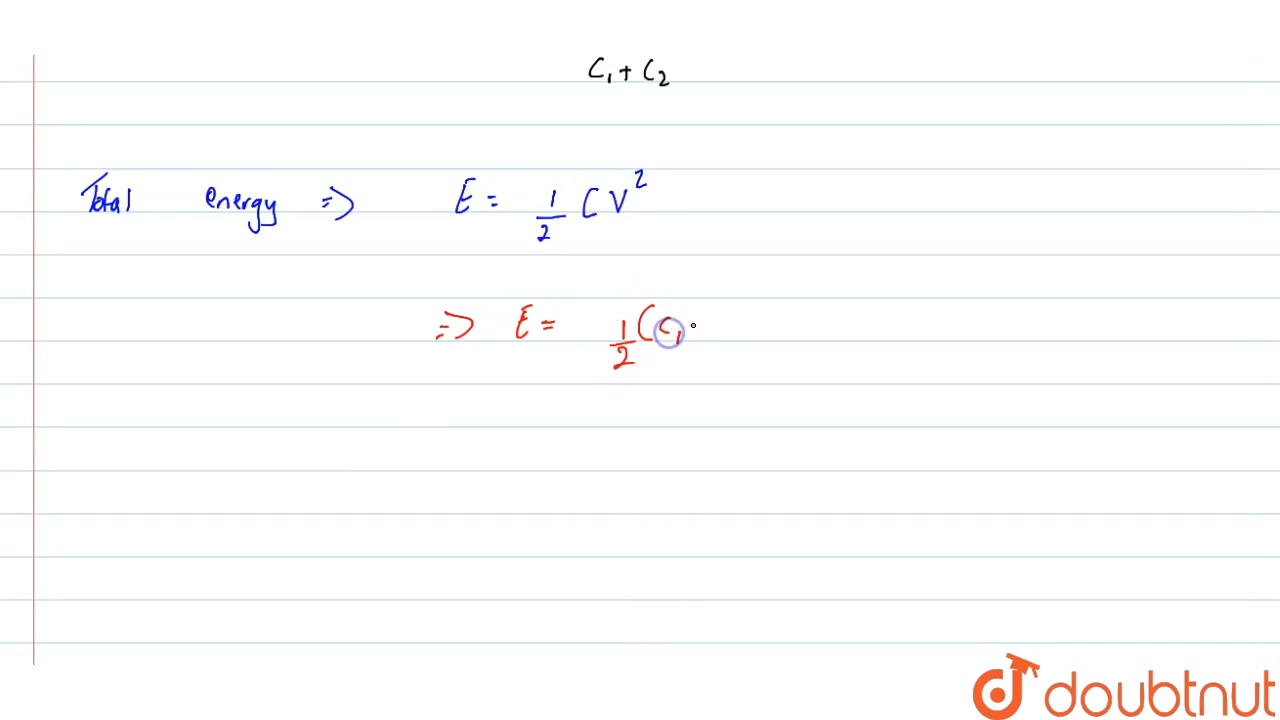 C₁ + C₂
Total energy ⇒ E = 1/2 CV²
⇒ E = 1/2 (C₁
doubtnut